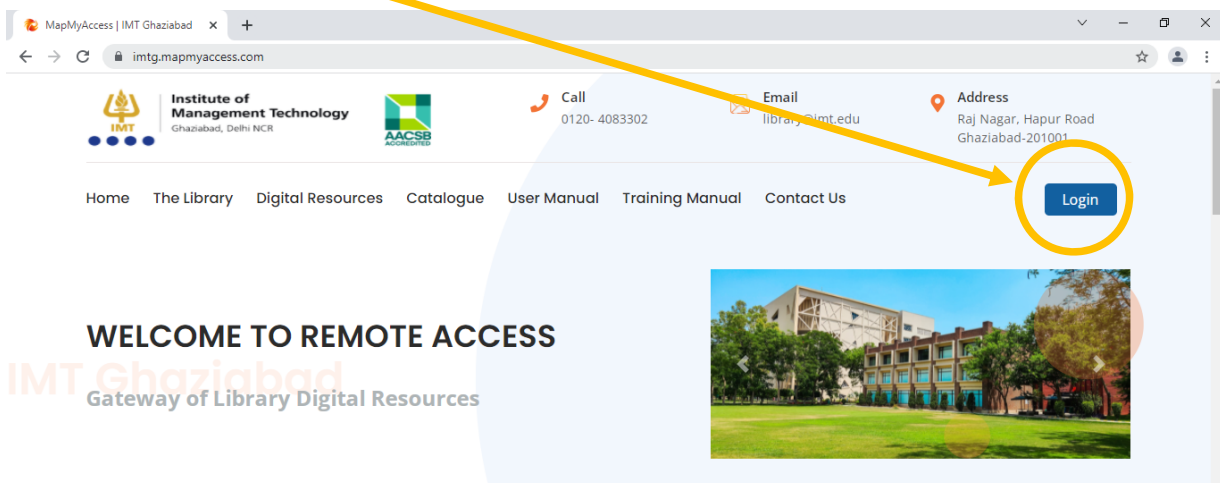 MapMyAccess | IMT Ghaziabad
imtg.mapmyaccess.com
IMT
Institute of
Management Technology
Ghaziabad, Delhi NCR
AACSB
ACCREDITED
Call
0120- 4083302
Email
library@imt.edu
Address
Raj Nagar, Hapur Road
Ghaziabad-201001
Home The Library Digital Resources Catalogue User Manual Training Manual Contact Us Login
WELCOME TO REMOTE ACCESS
IMT Ghaziabad
Gateway of Library Digital Resources